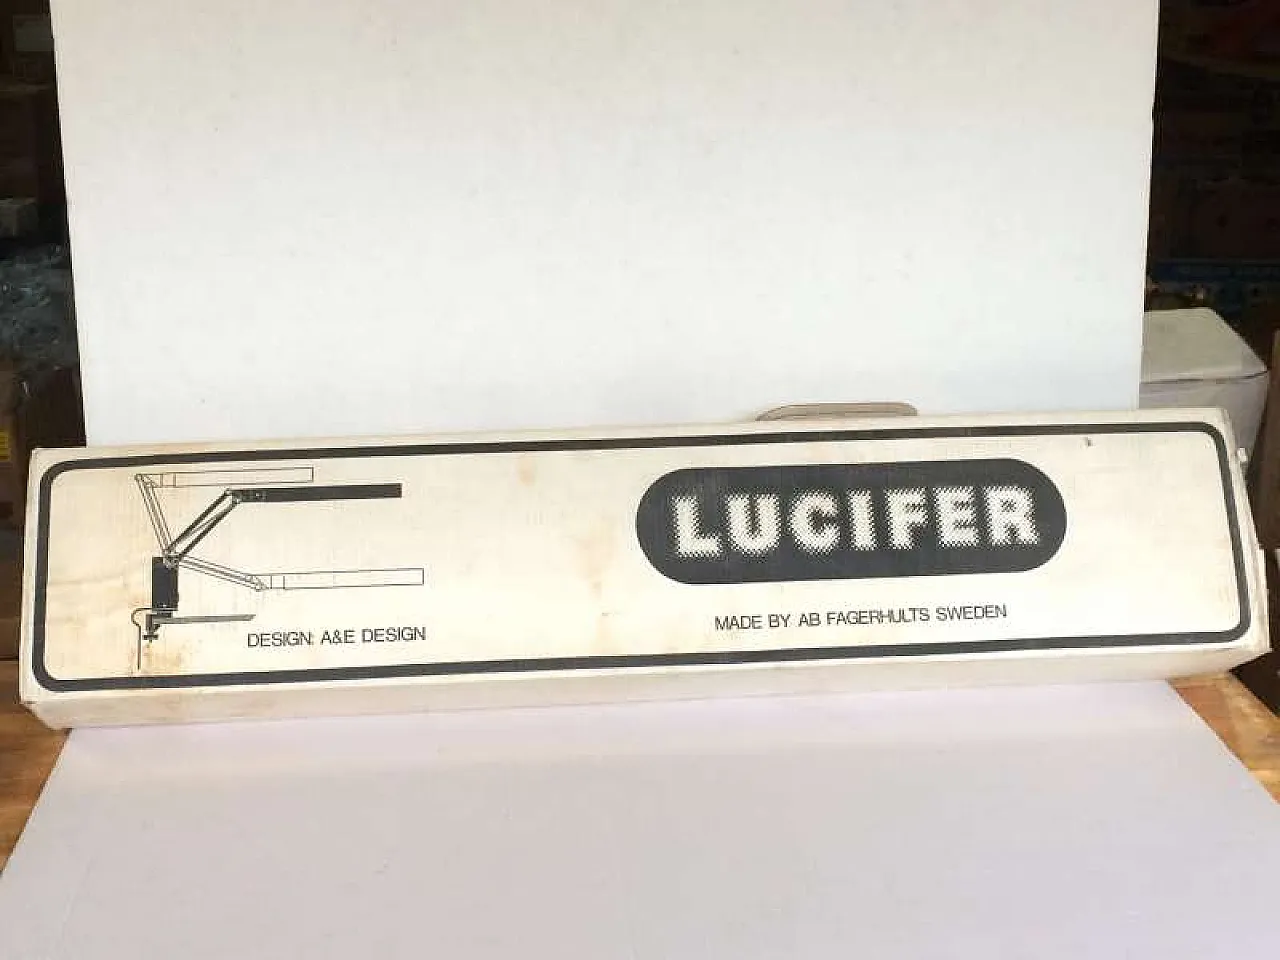 LUCIFER
DESIGN: A&E DESIGN
MADE BY AB FAGERHULTS SWEDEN